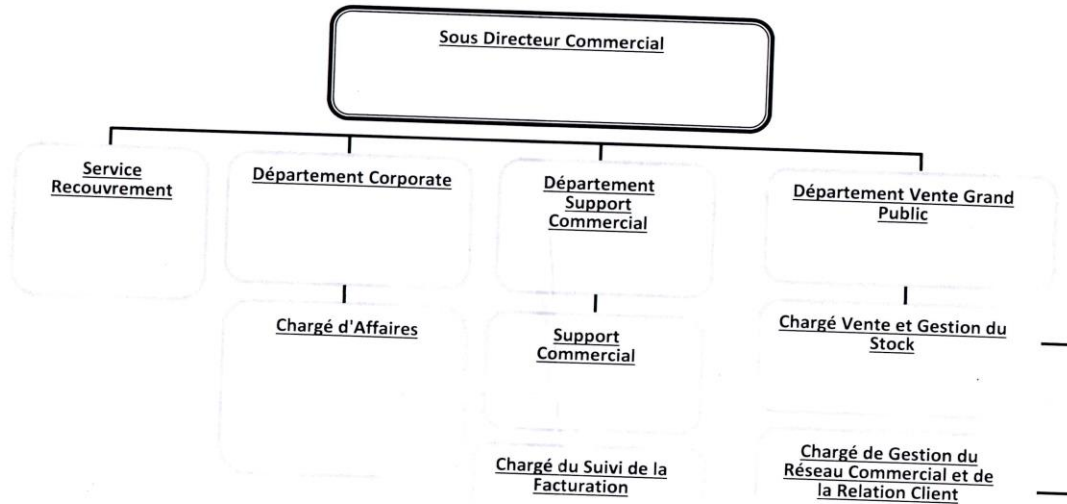 Sous Directeur Commercial
Service
Recouvrement
Département Corporate
Département
Support
Commercial
Département Vente Grand
Public
Chargé d'Affaires
Support
Commercial
Chargé Vente et Gestion du
Stock
Chargé du Suivi de la
Facturation
Chargé de Gestion du
Réseau Commercial et de
la Relation Client